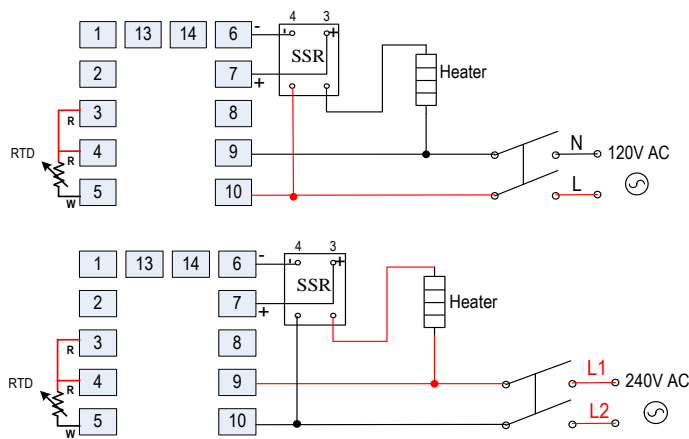 4 3
1 13 14 6 - - +
SSR
2 7 +
Heater
3 8
R
RTD 4 9 N 120V AC
R
5 10 L
W
4 3
1 13 14 6 - - +
SSR
2 7 +
Heater
3 8
R
RTD 4 9 L1 240V AC
R
5 10 L2
W